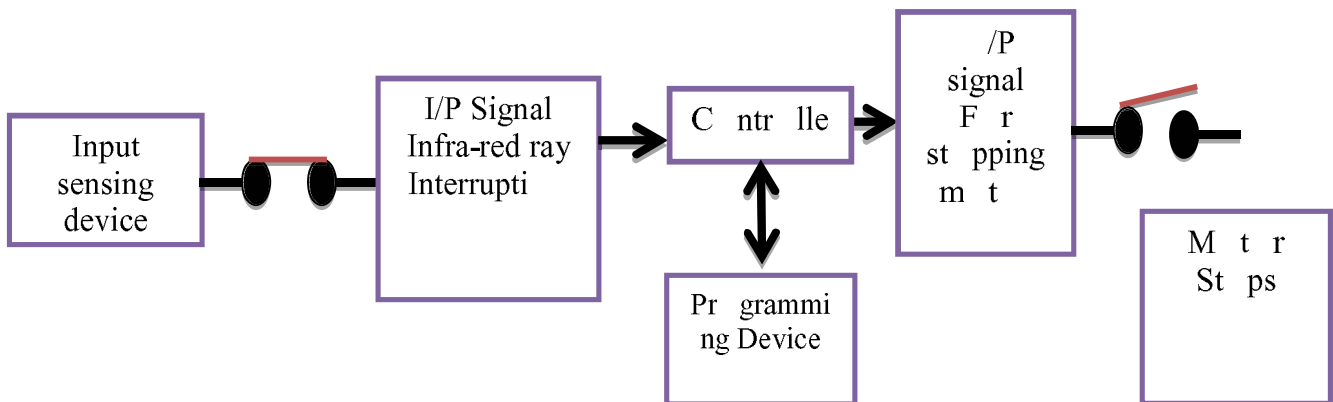 Input
sensing
device
I/P Signal
Infra-red ray
Interrupti
C ntr lle
Pr grammi
ng Device
/P
signal
F r
st pping
m t
M t r
St ps